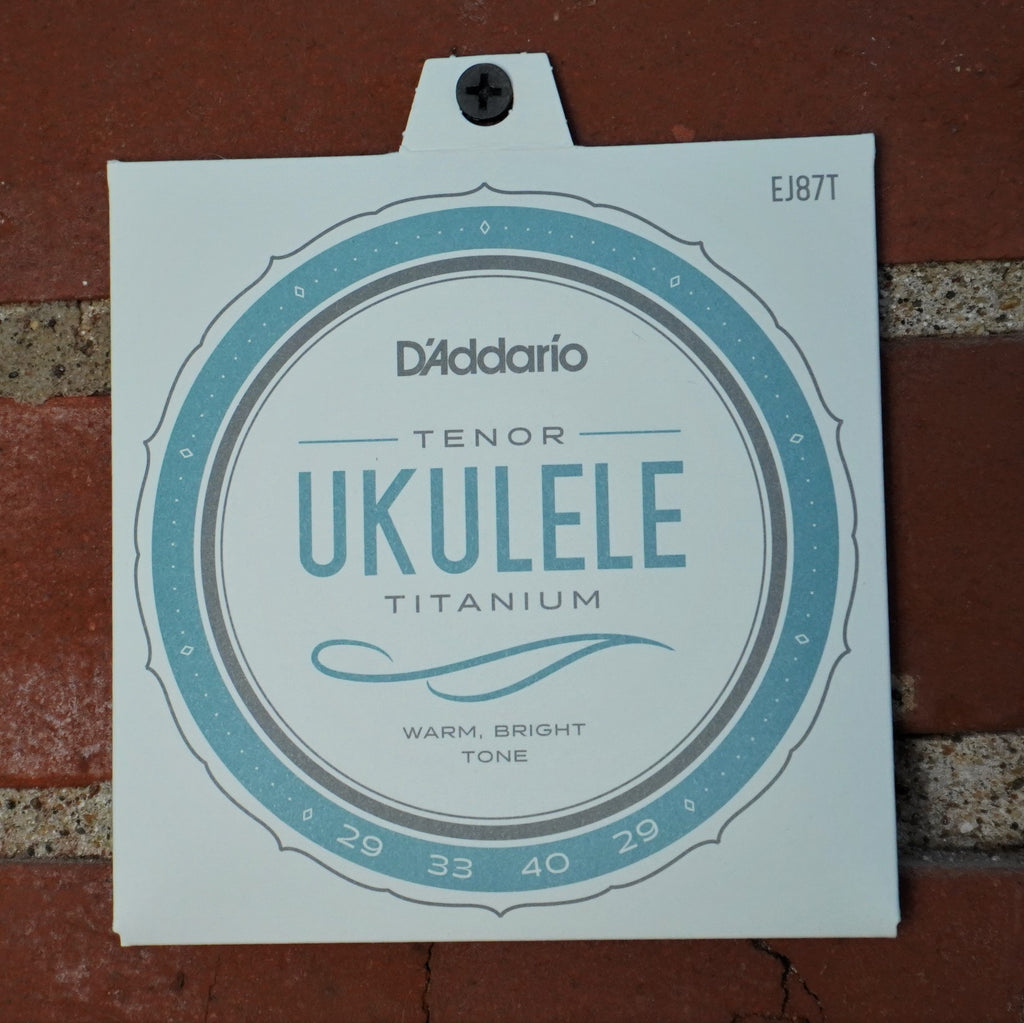 EJ87T
D'Addario
TENOR
UKULELE
TITANIUM
WARM, BRIGHT
TONE
29 33 40 29